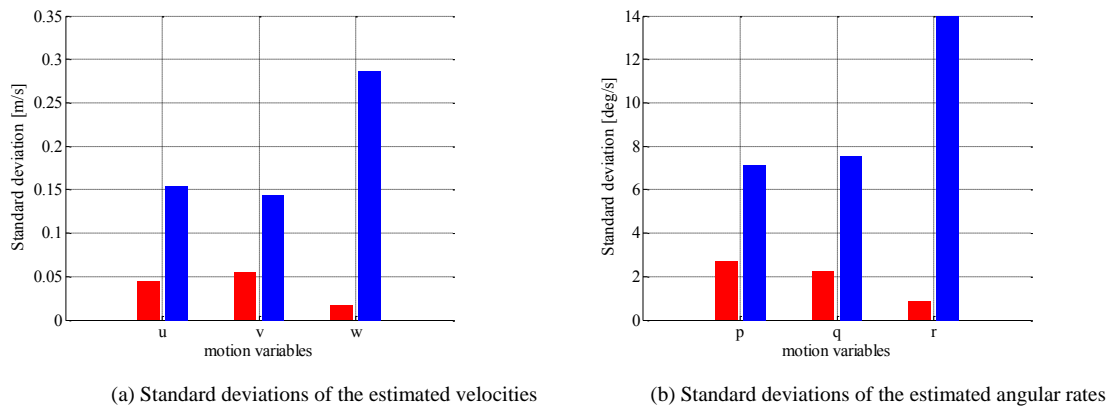 0.35
0.3
0.25
0.2
0.15
0.1
0.05
0
Standard deviation [m/s]
u v w
motion variables
(a) Standard deviations of the estimated velocities
14
12
10
8
6
4
2
0
Standard deviation [deg/s]
p q r
motion variables
(b) Standard deviations of the estimated angular rates